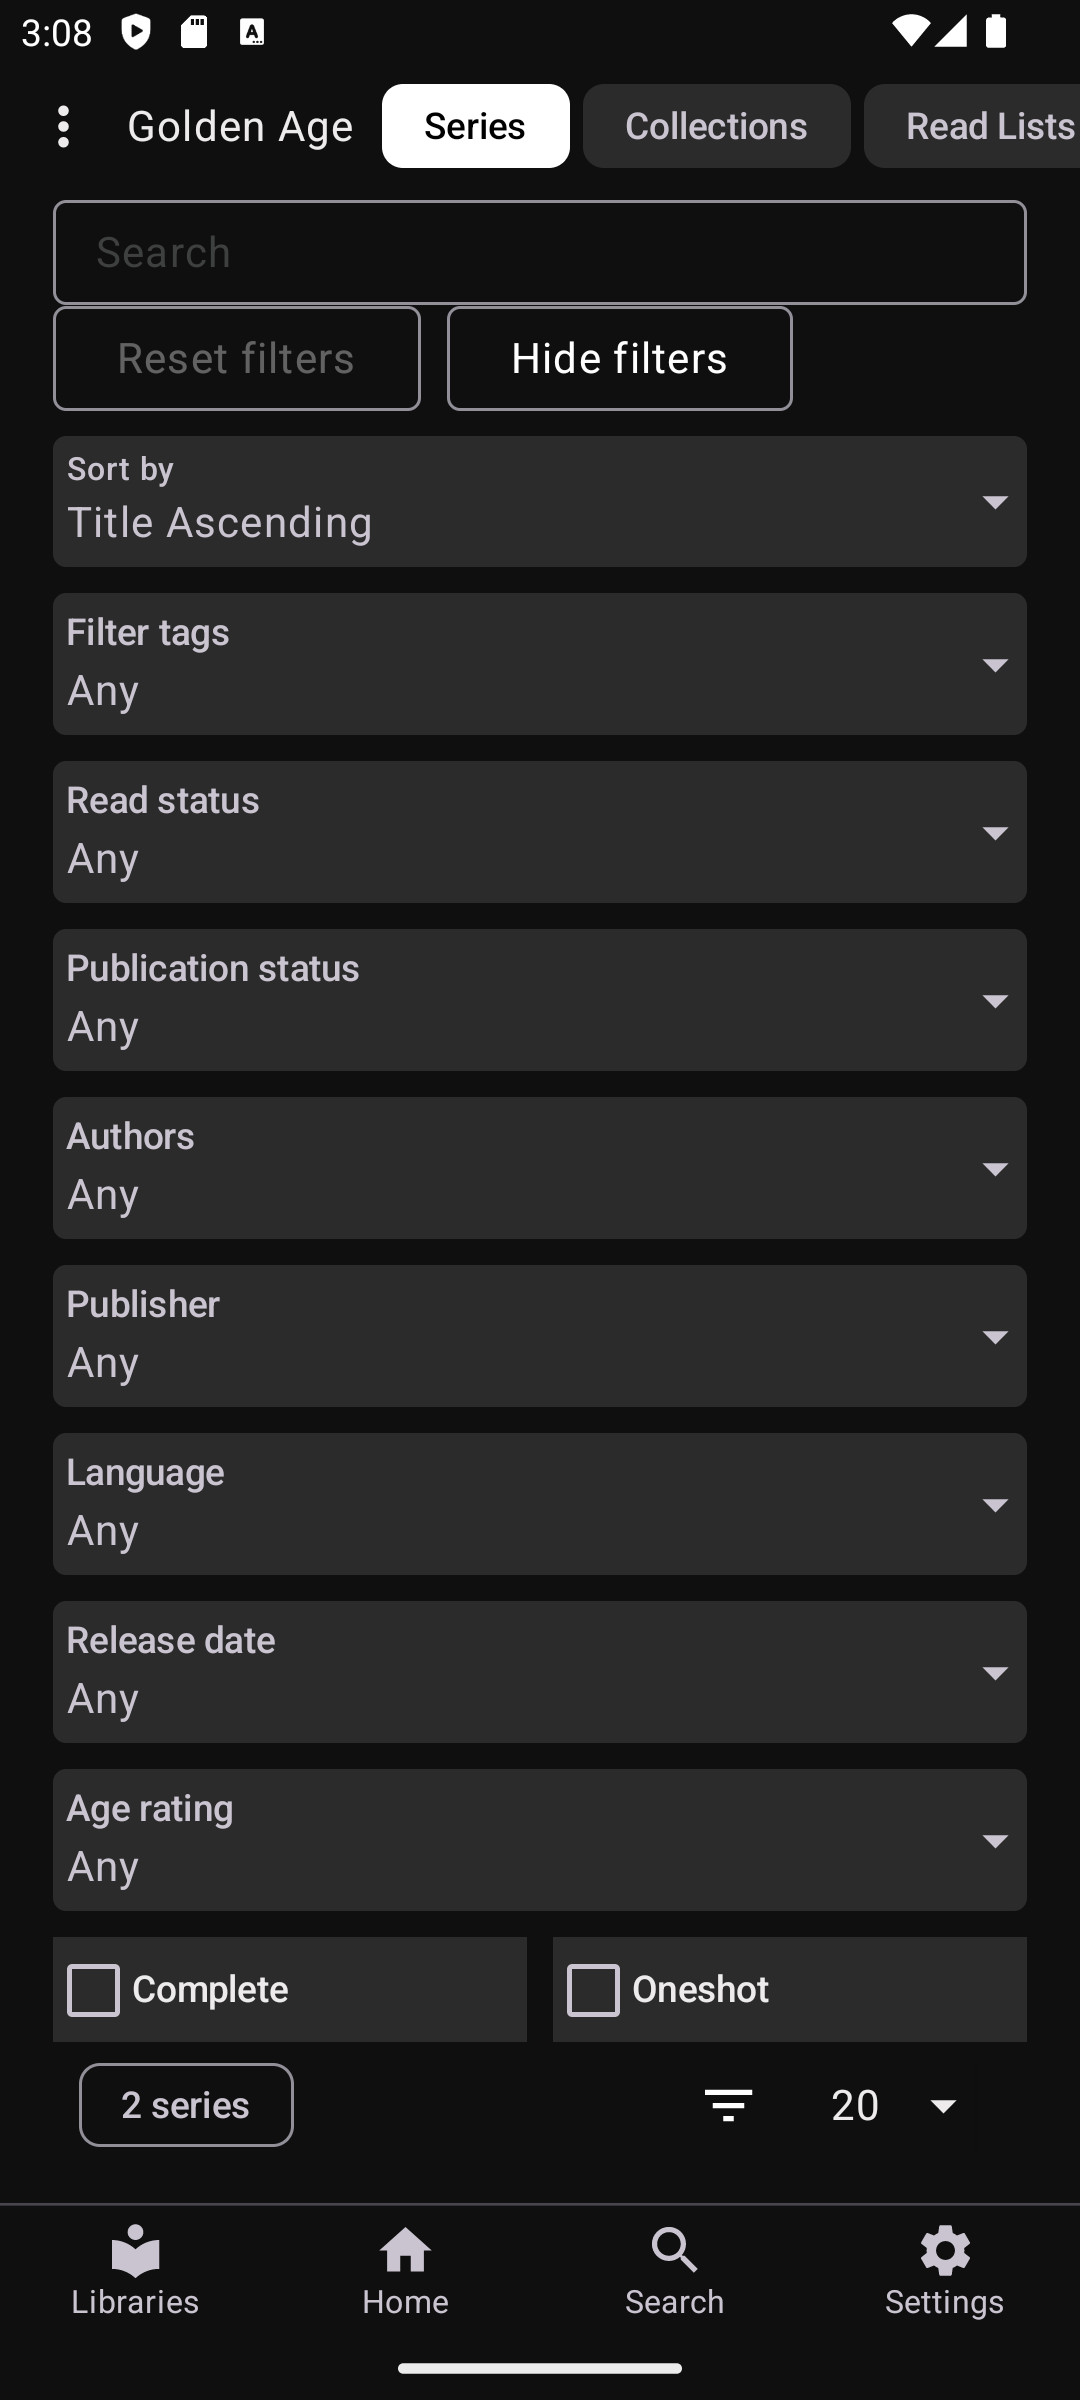 3:08
Golden Age
Series
Collections
Read Lists
Search
Reset filters
Hide filters
Sort by
Title Ascending
Filter tags
Any
Read status
Any
Publication status
Any
Authors
Any
Publisher
Any
Language
Any
Release date
Any
Age rating
Any
Complete
Oneshot
2 series
20
Libraries
Home
Search
Settings